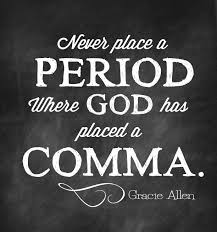 Never place a
PERIOD
Where GOD has
placed a
COMMA.
Gracie Allen